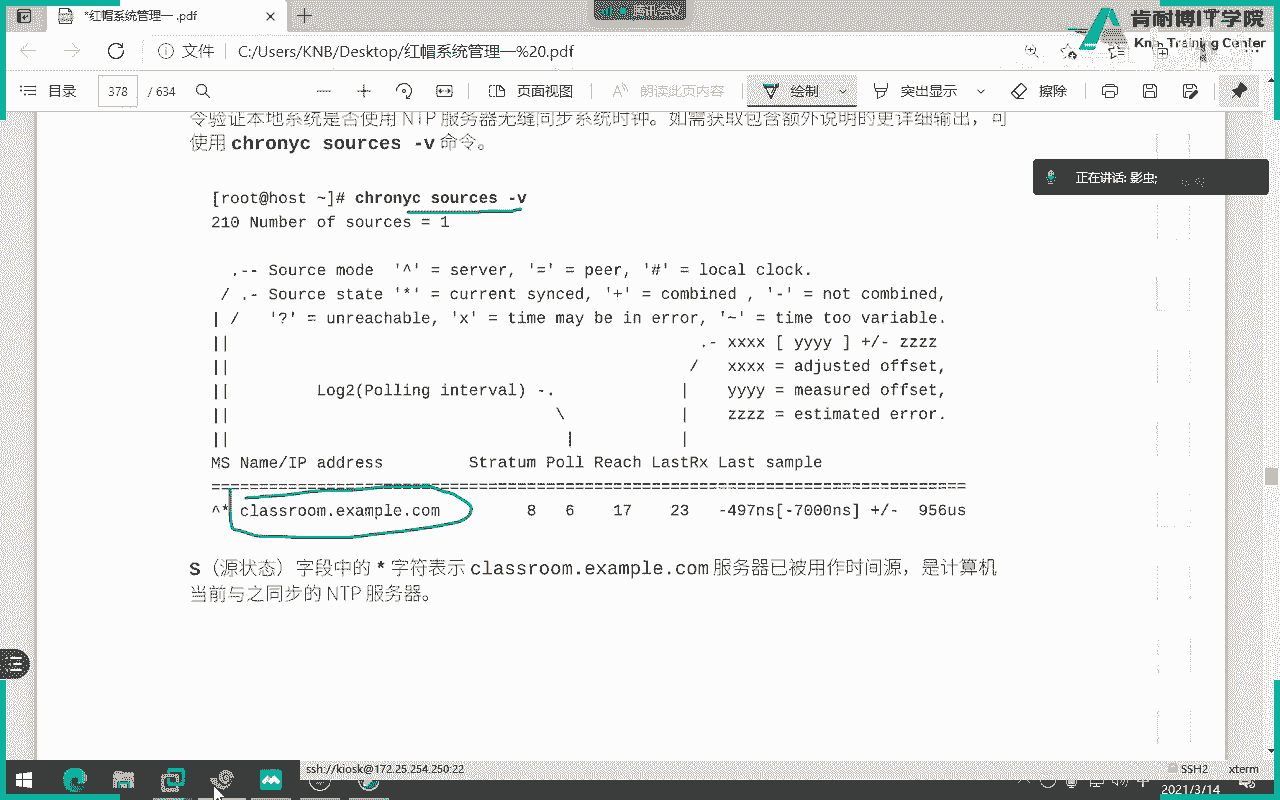 *红帽系统管理一 .pdf
腾讯会议
肯耐博IT学院
Training Center
文件 C:/Users/KNB/Desktop/红帽系统管理一%20.pdf
目录 378 / 634 页面视图 朗读此页内容 绘制 突出显示 擦除
令验证本地系统是否使用 NTP 服务器无缝同步系统时钟。如需获取包含额外说明的更详细输出，可
使用 chronyc sources -v 命令。
正在讲话: 影虫;
[root@host ~]# chronyc sources -v
210 Number of sources = 1
.-- Source mode '^' = server, '=' = peer, '#' = local clock.
/ .- Source state '*' = current synced, '+' = combined , '-' = not combined,
| / '?' = unreachable, 'x' = time may be in error, '~' = time too variable.
|| .- xxxx [ yyyy ] +/- zzzz
|| / xxxx = adjusted offset,
|| Log2(Polling interval) -. | yyyy = measured offset,
|| \ | zzzz = estimated error.
|| | |
MS Name/IP address Stratum Poll Reach LastRx Last sample
===============================================================================
^* classroom.example.com 8 6 17 23 -497ns[-7000ns] +/- 956us
S（源状态）字段中的 * 字符表示 classroom.example.com 服务器已被用作时间源，是计算机
当前与之同步的 NTP 服务器。
ssh://kiosk@172.25.254.250:22 SSH2 xterm
2021/3/14